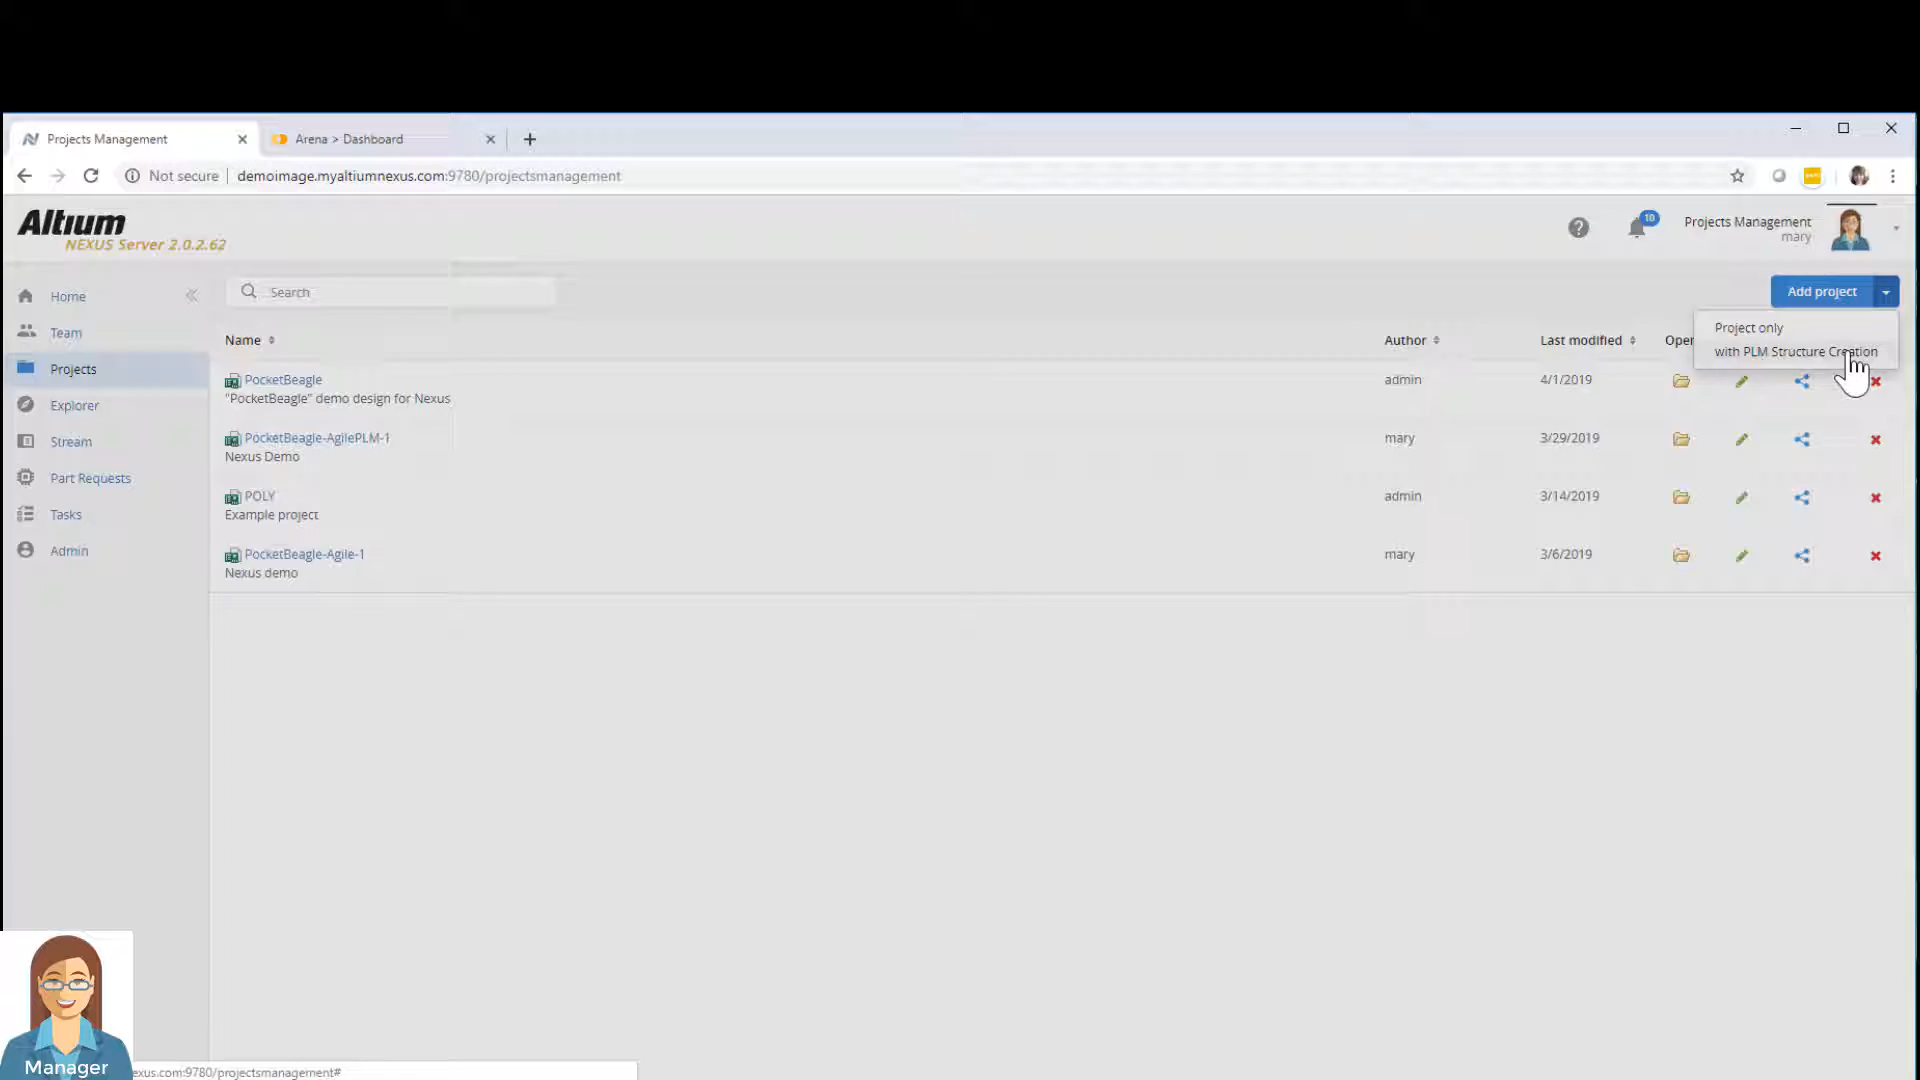 Projects Management
Arena > Dashboard
Not secure
demoimage.myaltiumnexus.com:9780/projectsmanagement
Altium
NEXUS Server 2.0.2.62
10
Projects Management
mary
Home
Team
Projects
Explorer
Stream
Part Requests
Tasks
Admin
Search
Add project
Project only
with PLM Structure Creation
Name Author Last modified Open
PocketBeagle admin 4/1/2019
"PocketBeagle" demo design for Nexus
PocketBeagle-AgilePLM-1 mary 3/29/2019
Nexus Demo
POLY admin 3/14/2019
Example project
PocketBeagle-Agile-1 mary 3/6/2019
Nexus demo
Manager
exus.com:9780/projectsmanagement#